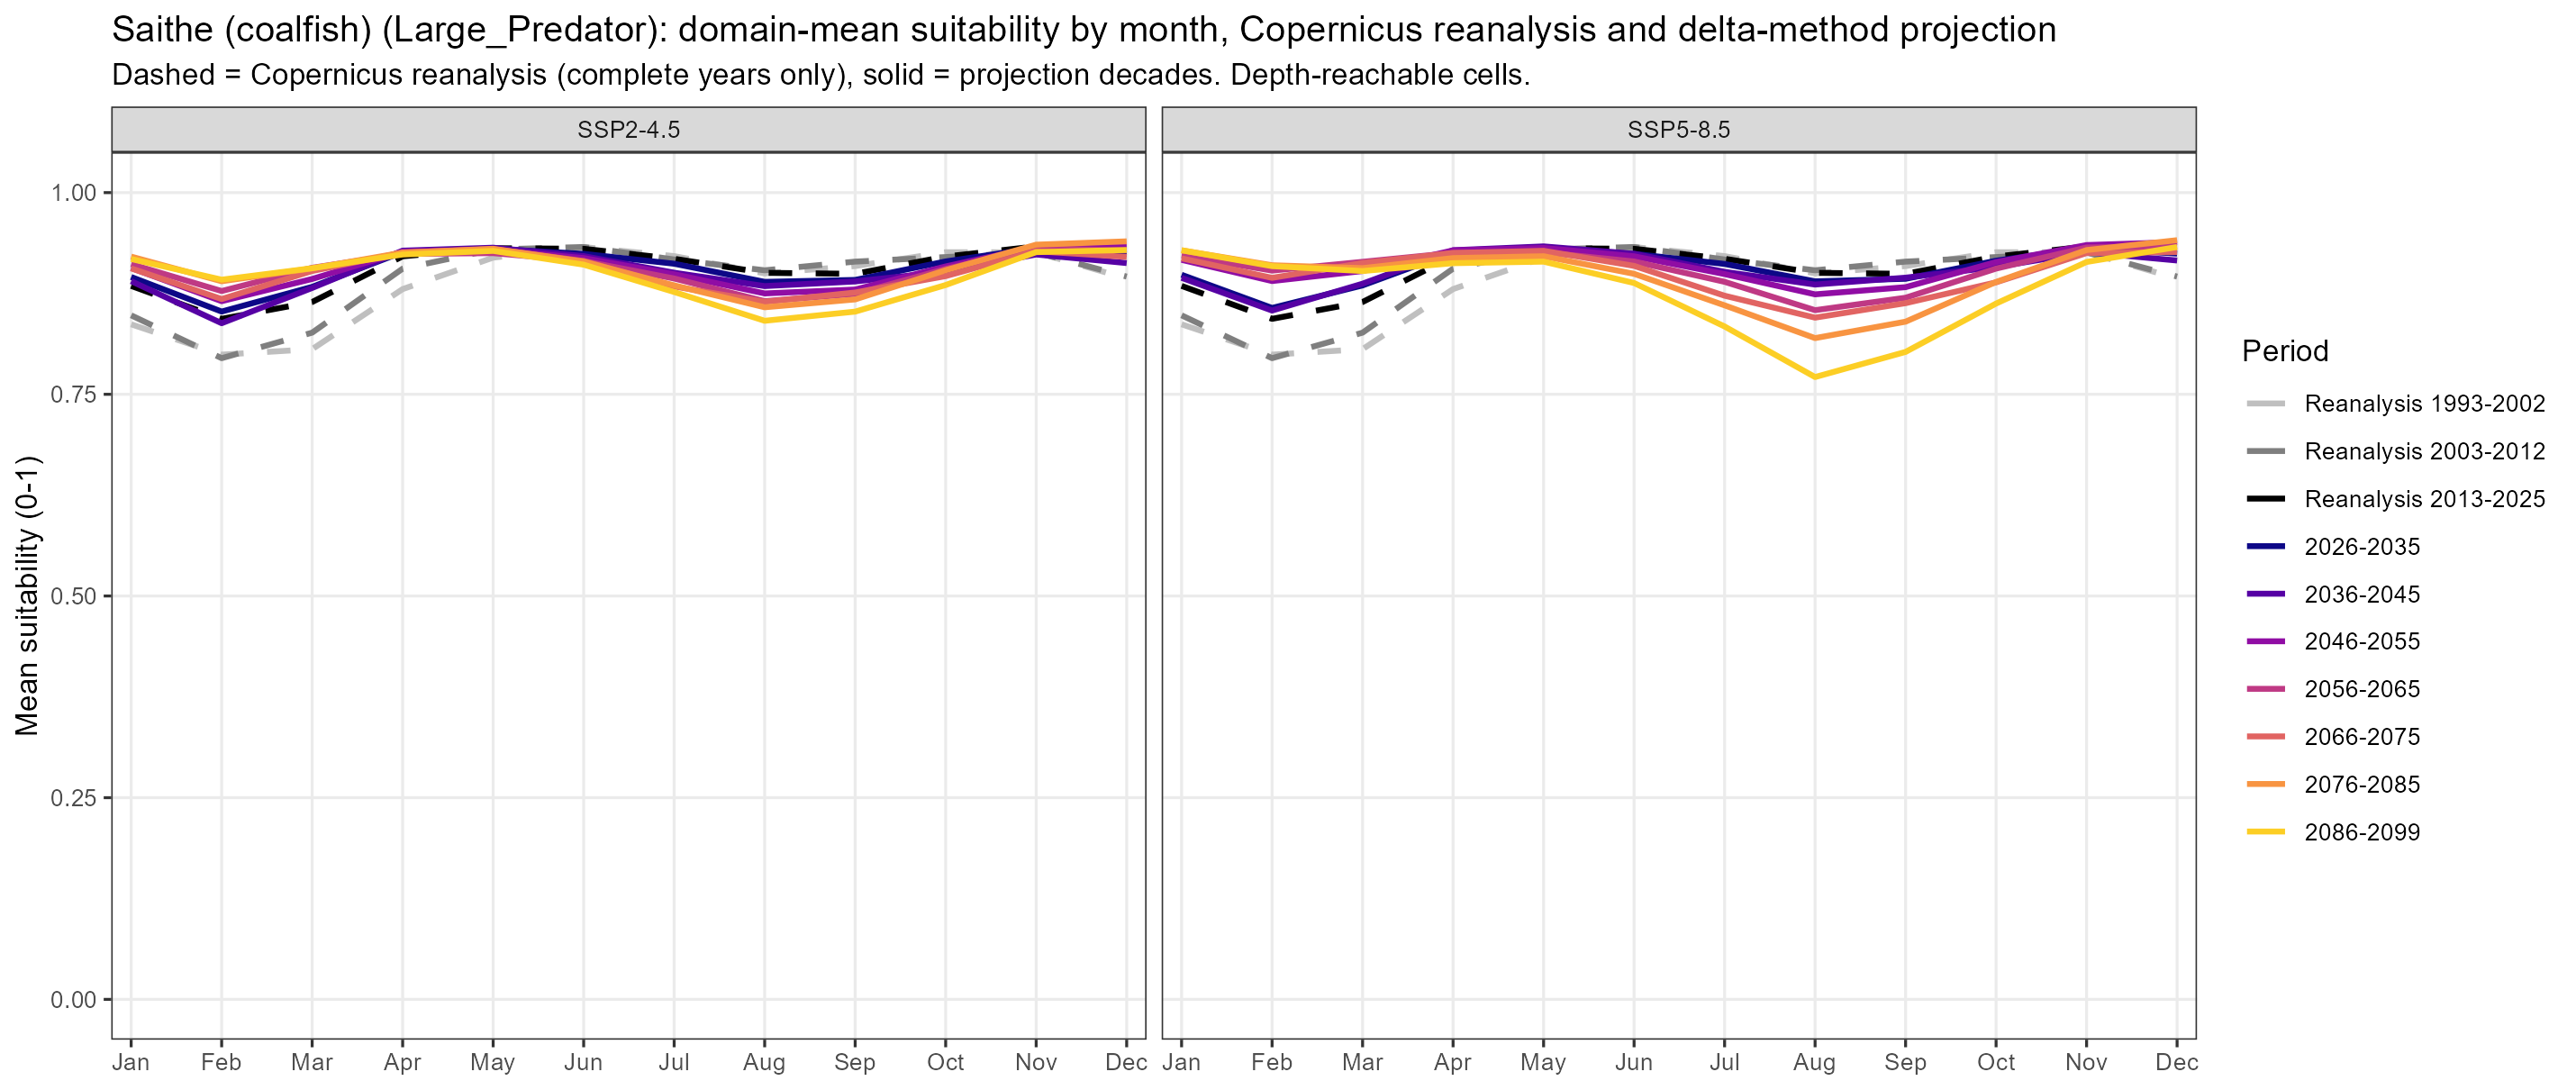 Saithe (coalfish) (Large_Predator): domain-mean suitability by month, Copernicus reanalysis and delta-method projection
Dashed = Copernicus reanalysis (complete years only), solid = projection decades. Depth-reachable cells.
SSP2-4.5
SSP5-8.5
Mean suitability (0-1)
1.00
0.75
0.50
0.25
0.00
Jan Feb Mar Apr May Jun Jul Aug Sep Oct Nov Dec
Jan Feb Mar Apr May Jun Jul Aug Sep Oct Nov Dec
Period
Reanalysis 1993-2002
Reanalysis 2003-2012
Reanalysis 2013-2025
2026-2035
2036-2045
2046-2055
2056-2065
2066-2075
2076-2085
2086-2099